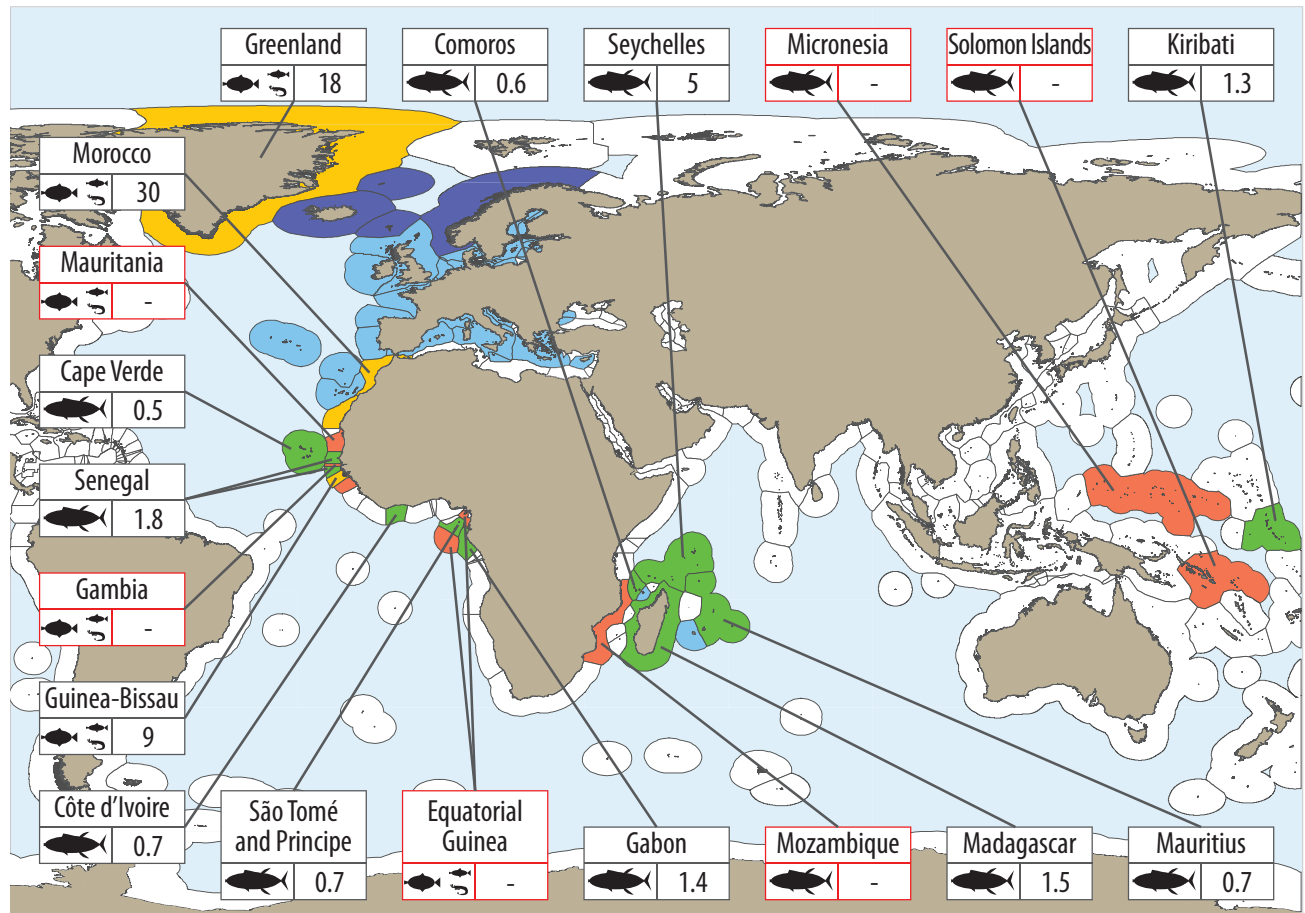 Greenland
18
Comoros
0.6
Seychelles
5
Micronesia
-
Solomon Islands
-
Kiribati
1.3
Morocco
30
Mauritania
-
Cape Verde
0.5
Senegal
1.8
Gambia
-
Guinea-Bissau
9
Côte d'Ivoire
0.7
São Tomé
and Principe
0.7
Equatorial
Guinea
-
Gabon
1.4
Mozambique
-
Madagascar
1.5
Mauritius
0.7